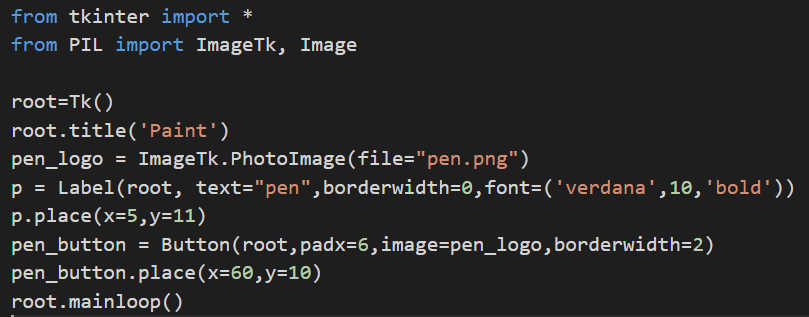 from tkinter import *
from PIL import ImageTk, Image
root=Tk()
root.title('Paint')
pen_logo = ImageTk.PhotoImage(file="pen.png")
p = Label(root, text="pen",borderwidth=0,font=('verdana',10,'bold'))
p.place(x=5,y=11)
pen_button = Button(root,padx=6,image=pen_logo,borderwidth=2)
pen_button.place(x=60,y=10)
root.mainloop()